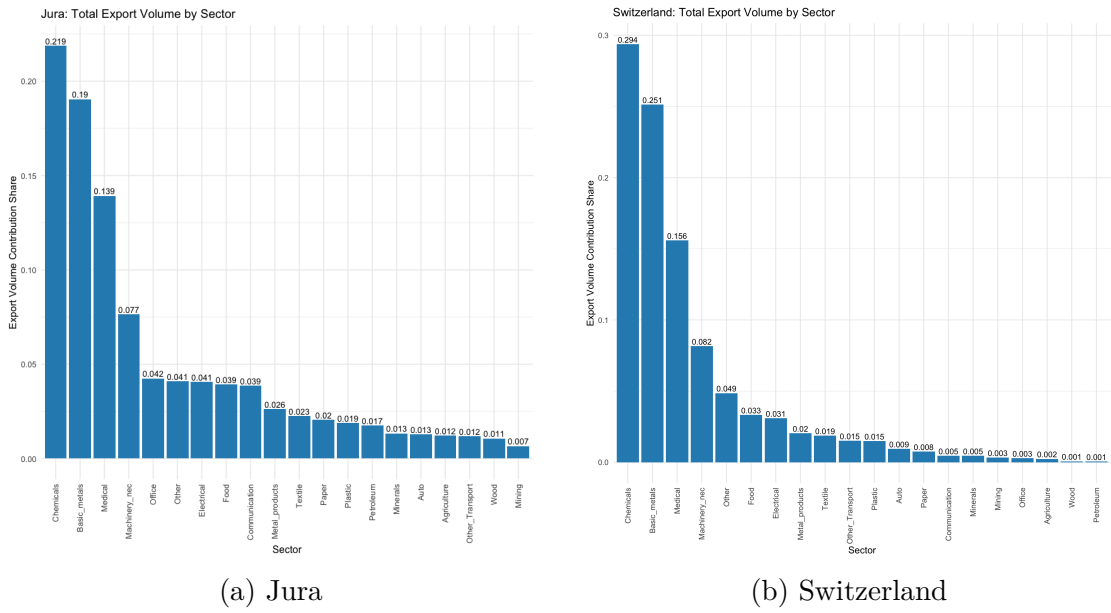 Jura: Total Export Volume by Sector
Export Volume Contribution Share
0.20
0.15
0.10
0.05
0.00
0.219
0.19
0.139
0.077
0.042
0.041
0.041
0.039
0.039
0.026
0.023
0.02
0.019
0.017
0.013
0.013
0.012
0.012
0.011
0.007
Chemicals
Basic_metals
Medical
Machinery_nec
Office
Other
Electrical
Food
Communication
Metal_products
Textile
Paper
Plastic
Petroleum
Minerals
Auto
Agriculture
Other_Transport
Wood
Mining
Sector
(a) Jura
Switzerland: Total Export Volume by Sector
Export Volume Contribution Share
0.3
0.2
0.1
0.0
0.294
0.251
0.156
0.082
0.049
0.033
0.031
0.02
0.019
0.015
0.015
0.009
0.008
0.005
0.005
0.003
0.003
0.002
0.001
0.001
Chemicals
Basic_metals
Medical
Machinery_nec
Other
Food
Electrical
Metal_products
Textile
Other_Transport
Plastic
Auto
Paper
Communication
Minerals
Mining
Office
Agriculture
Wood
Petroleum
Sector
(b) Switzerland